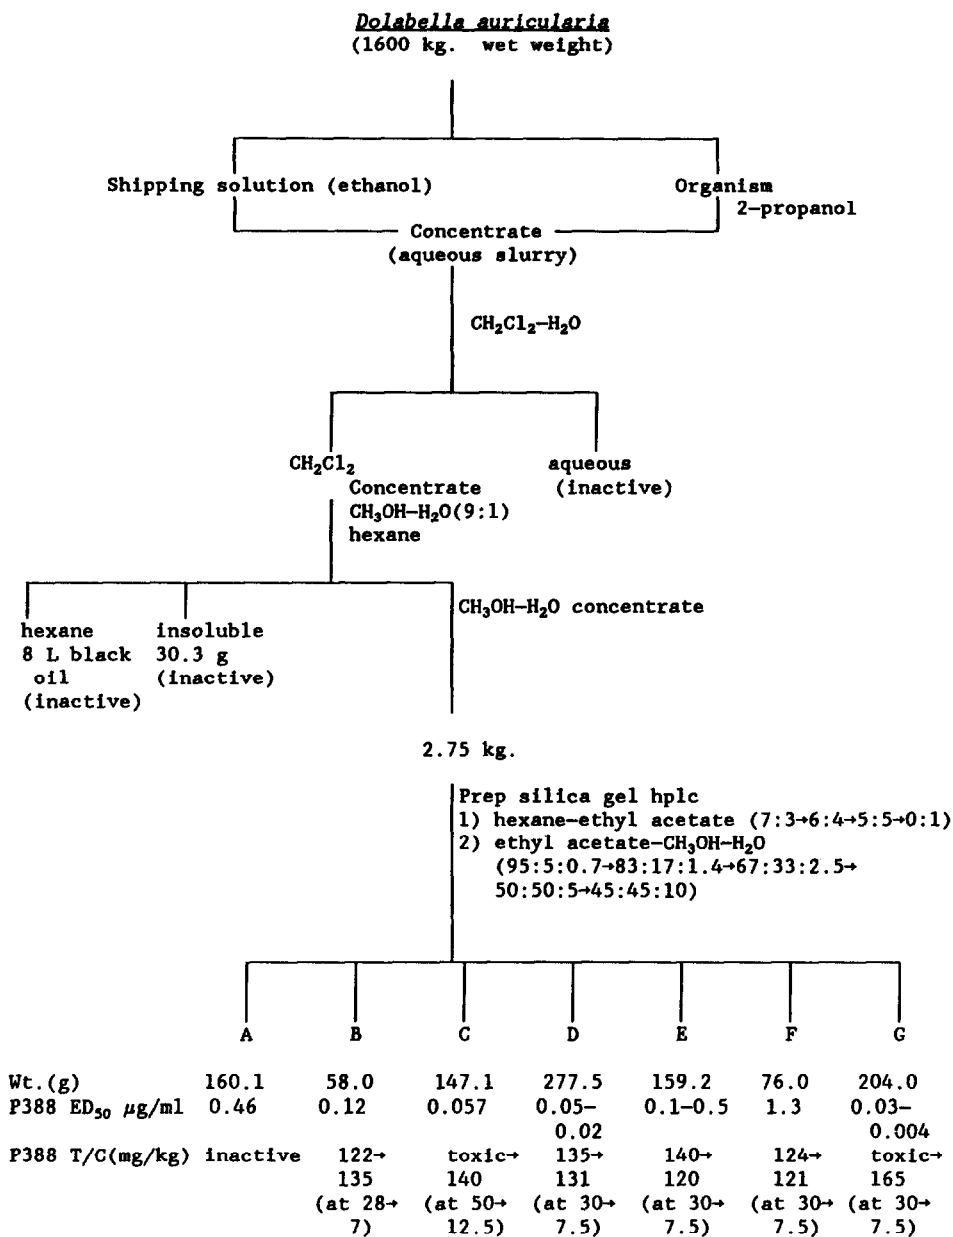 Dolabella auricularia
(1600 kg. wet weight)
Shipping solution (ethanol)
Organism
2-propanol
Concentrate
(aqueous slurry)
CH₂Cl₂-H₂O
CH₂Cl₂
Concentrate
CH₃OH-H₂O(9:1)
hexane
aqueous
(inactive)
CH₃OH-H₂O concentrate
hexane
8 L black
oil
(inactive)
insoluble
30.3 g
(inactive)
2.75 kg.
Prep silica gel hplc
1) hexane-ethyl acetate (7:3→6:4→5:5→0:1)
2) ethyl acetate-CH₃OH-H₂O
(95:5:0.7→83:17:1.4→67:33:2.5→
50:50:5→45:45:10)
A B C D E F G
Wt.(g) 160.1 58.0 147.1 277.5 159.2 76.0 204.0
P388 ED₅₀ μg/ml 0.46 0.12 0.057 0.05- 0.1-0.5 1.3 0.03-
0.02 0.004
P388 T/C(mg/kg) inactive 122→ toxic→ 135→ 140→ 124→ toxic→
135 140 131 120 121 165
(at 28→ (at 50→ (at 30→ (at 30→ (at 30→ (at 30→
7) 12.5) 7.5) 7.5) 7.5) 7.5)